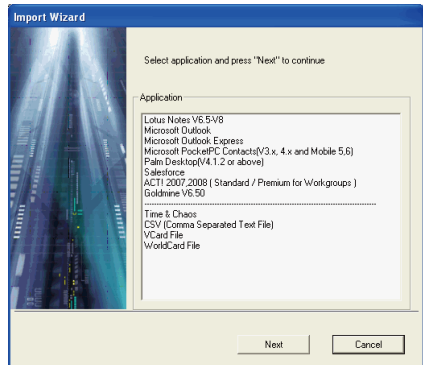 Import Wizard
Select application and press "Next" to continue
Application
Lotus Notes V6.5-V8
Microsoft Outlook
Microsoft Outlook Express
Microsoft PocketPC Contacts(V3.x, 4.x and Mobile 5,6)
Palm Desktop(V4.1.2 or above)
Salesforce
ACT! 2007,2008 ( Standard / Premium for Workgroups )
Goldmine V6.50
Time & Chaos
CSV (Comma Separated Text File)
VCard File
WorldCard File
Next
Cancel